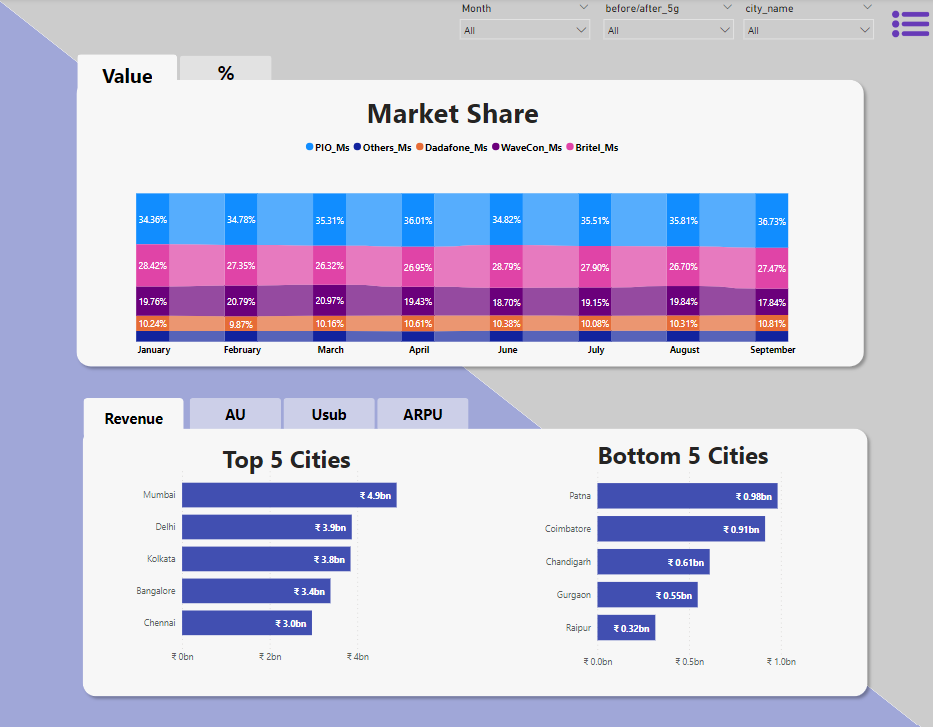 Month before/after_5g city_name
All All All
Value %
Market Share
PIO_Ms Others_Ms Dadafone_Ms WaveCon_Ms Britel_Ms
34.36% 34.78% 35.31% 36.01% 34.82% 35.51% 35.81% 36.73%
28.42% 27.35% 26.32% 26.95% 28.79% 27.90% 26.70% 27.47%
19.76% 20.79% 20.97% 19.43% 18.70% 19.15% 19.84% 17.84%
10.24% 9.87% 10.16% 10.61% 10.38% 10.08% 10.31% 10.81%
January February March April June July August September
Revenue AU Usub ARPU
Top 5 Cities
Mumbai ₹ 4.9bn
Delhi ₹ 3.9bn
Kolkata ₹ 3.8bn
Bangalore ₹ 3.4bn
Chennai ₹ 3.0bn
₹ 0bn ₹ 2bn ₹ 4bn
Bottom 5 Cities
Patna ₹ 0.98bn
Coimbatore ₹ 0.91bn
Chandigarh ₹ 0.61bn
Gurgaon ₹ 0.55bn
Raipur ₹ 0.32bn
₹ 0.0bn ₹ 0.5bn ₹ 1.0bn